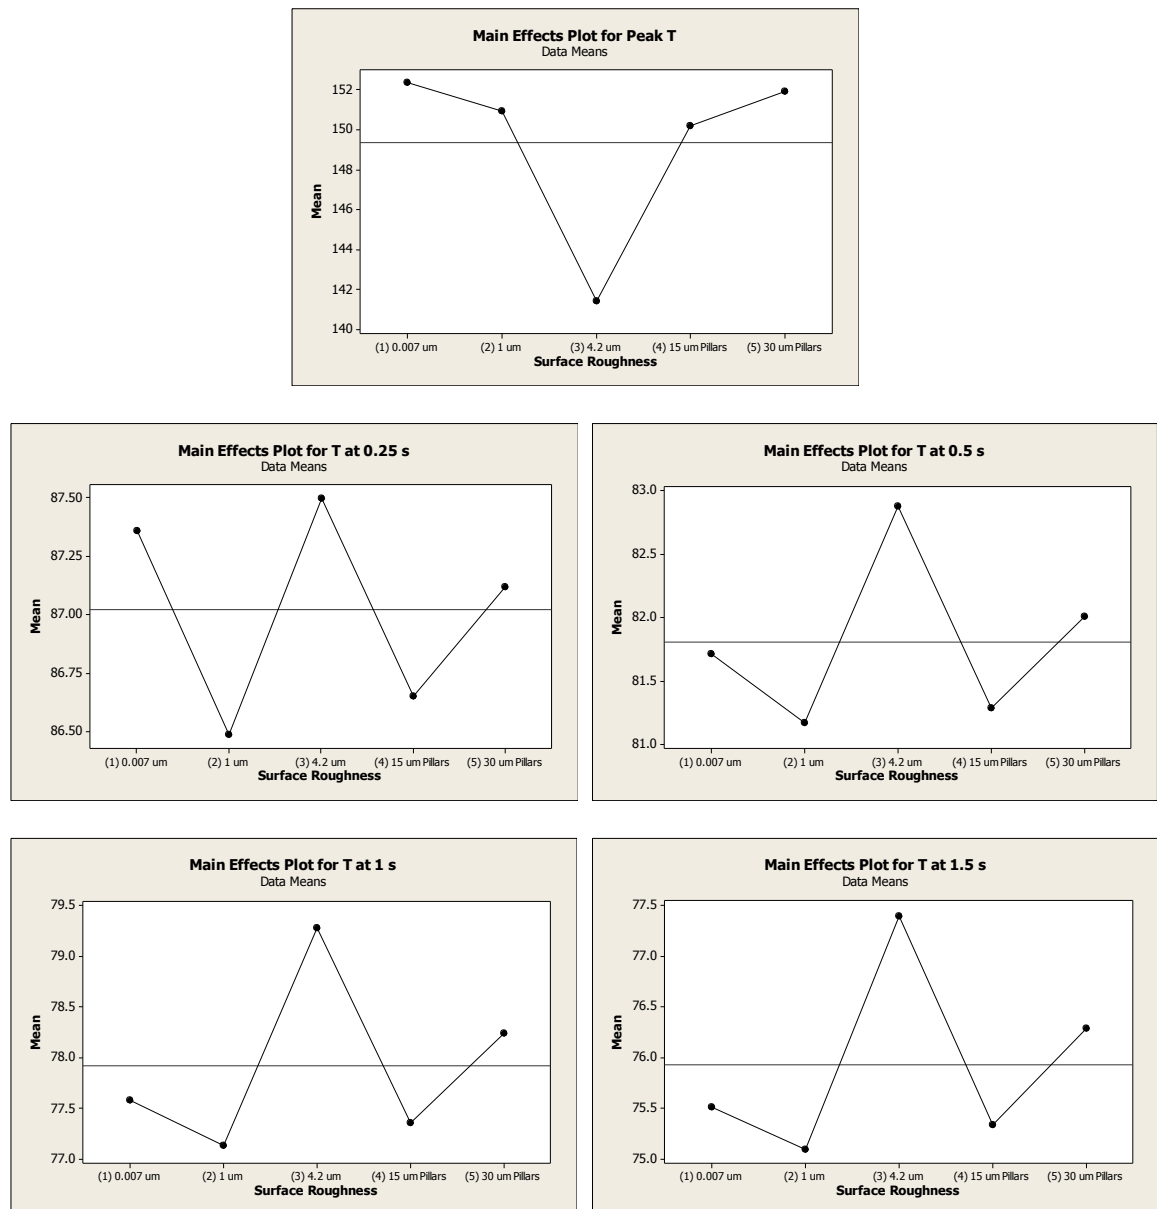 Main Effects Plot for Peak T
Data Means
Mean
152
150
148
146
144
142
140
(1) 0.007 um (2) 1 um (3) 4.2 um (4) 15 um Pillars (5) 30 um Pillars
Surface Roughness
Main Effects Plot for T at 0.25 s
Data Means
Mean
87.50
87.25
87.00
86.75
86.50
(1) 0.007 um (2) 1 um (3) 4.2 um (4) 15 um Pillars (5) 30 um Pillars
Surface Roughness
Main Effects Plot for T at 0.5 s
Data Means
Mean
83.0
82.5
82.0
81.5
81.0
(1) 0.007 um (2) 1 um (3) 4.2 um (4) 15 um Pillars (5) 30 um Pillars
Surface Roughness
Main Effects Plot for T at 1 s
Data Means
Mean
79.5
79.0
78.5
78.0
77.5
77.0
(1) 0.007 um (2) 1 um (3) 4.2 um (4) 15 um Pillars (5) 30 um Pillars
Surface Roughness
Main Effects Plot for T at 1.5 s
Data Means
Mean
77.5
77.0
76.5
76.0
75.5
75.0
(1) 0.007 um (2) 1 um (3) 4.2 um (4) 15 um Pillars (5) 30 um Pillars
Surface Roughness